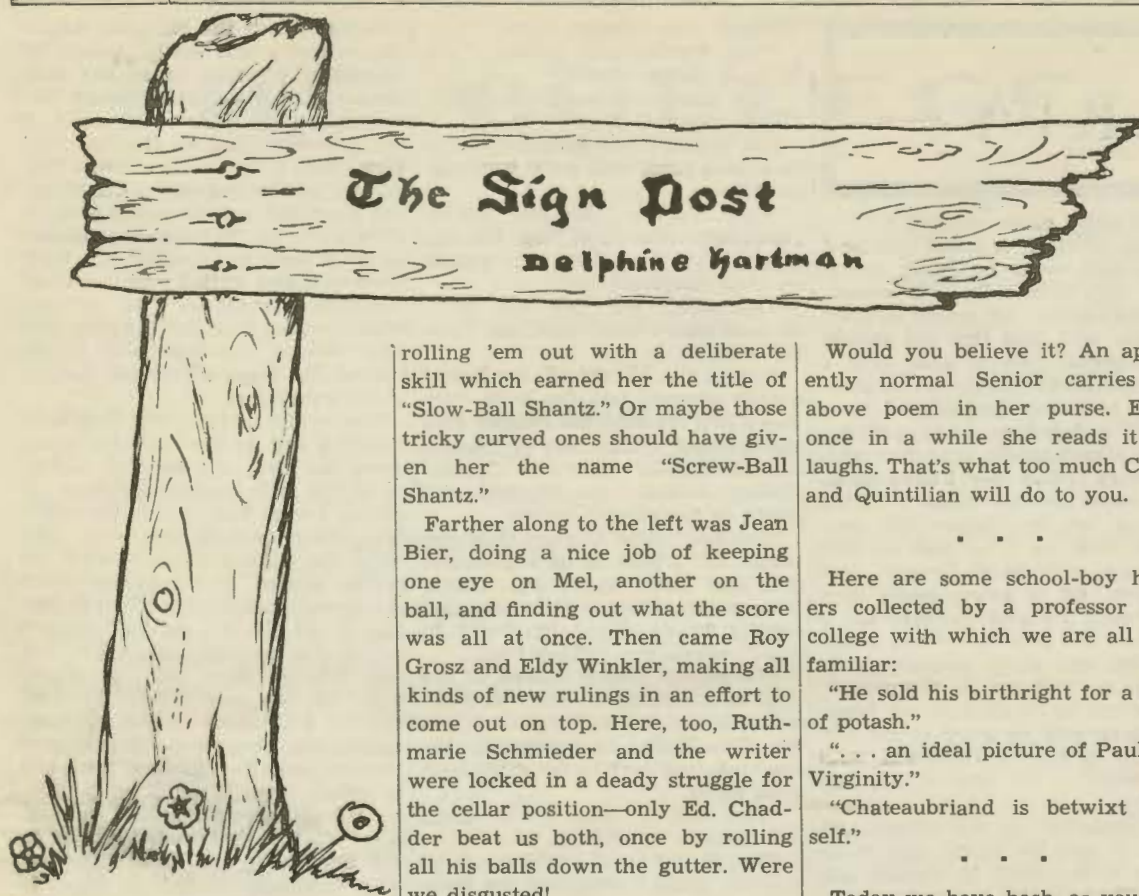 The Sign Post
Delphine Hartman
rolling 'em out with a deliberate
skill which earned her the title of
"Slow-Ball Shantz." Or maybe those
tricky curved ones should have giv-
en her the name "Screw-Ball
Shantz."
Farther along to the left was Jean
Bier, doing a nice job of keeping
one eye on Mel, another on the
ball, and finding out what the score
was all at once. Then came Roy
Grosz and Eldy Winkler, making all
kinds of new rulings in an effort to
come out on top. Here, too, Ruth-
marie Schmieder and the writer
were locked in a deady struggle for
the cellar position—only Ed. Chad-
der beat us both, once by rolling
all his balls down the gutter. Were
we disgusted!
Would you believe it? An
ently normal Senior carries
above poem in her purse.
once in a while she reads it
laughs. That's what too much
and Quintilian will do to you.
Here are some school-boy
ers collected by a professor
college with which we are all
familiar:
"He sold his birthright for a
of potash."
". . . an ideal picture of Paul
Virginity."
"Chateaubriand is betwixt
self."
Today we have hash, as you